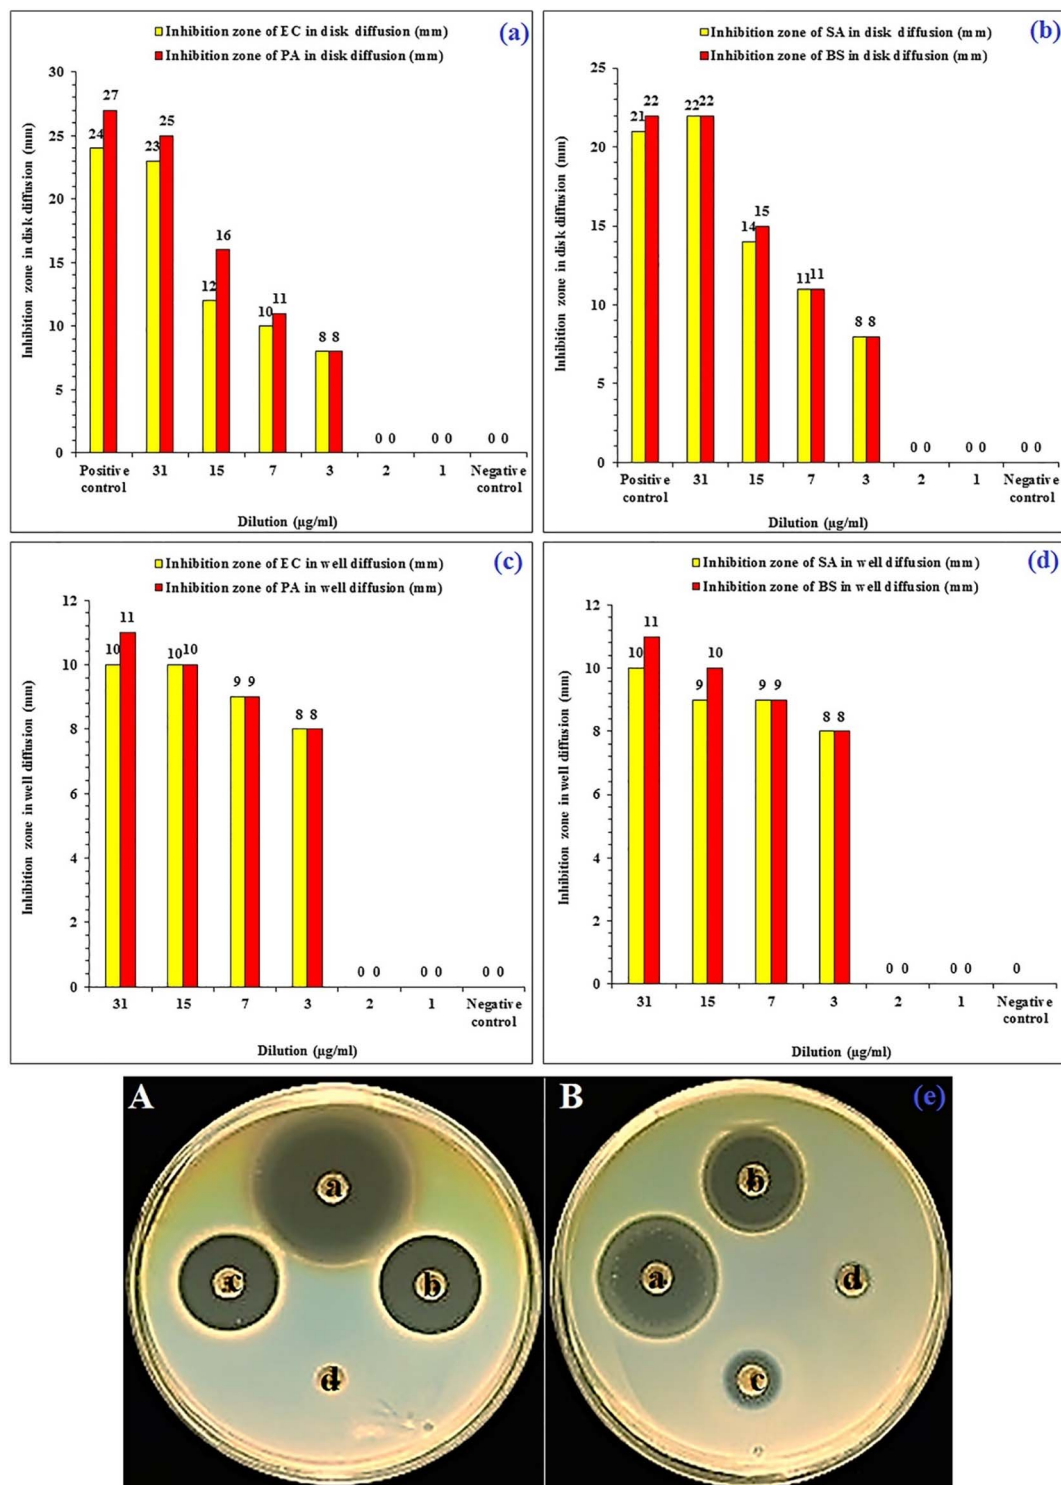 Inhibition zone of EC in disk diffusion (mm)
Inhibition zone of PA in disk diffusion (mm)
(a)
Inhibition zone in disk diffusion (mm)
30
25
20
15
10
5
0
24 27
23 25
12 16
10 11
8 8
0 0
0 0
0 0
Positive control 31 15 7 3 2 1 Negative control
Dilution (µg/ml)
Inhibition zone of SA in disk diffusion (mm)
Inhibition zone of BS in disk diffusion (mm)
(b)
Inhibition zone in disk diffusion (mm)
25
20
15
10
5
0
21 22
22 22
14 15
11 11
8 8
0 0
0 0
0 0
Positive control 31 15 7 3 2 1 Negative control
Dilution (µg/ml)
Inhibition zone of EC in well diffusion (mm)
Inhibition zone of PA in well diffusion (mm)
(c)
Inhibition zone in well diffusion (mm)
12
10
8
6
4
2
0
10 11
10 10
9 9
8 8
0 0
0 0
0 0
31 15 7 3 2 1 Negative control
Dilution (µg/ml)
Inhibition zone of SA in well diffusion (mm)
Inhibition zone of BS in well diffusion (mm)
(d)
Inhibition zone in well diffusion (mm)
12
10
8
6
4
2
0
10 11
9 10
9 9
8 8
0 0
0 0
0
31 15 7 3 2 1 Negative control
Dilution (µg/ml)
A
a
c b
d
B (e)
b
a d
c